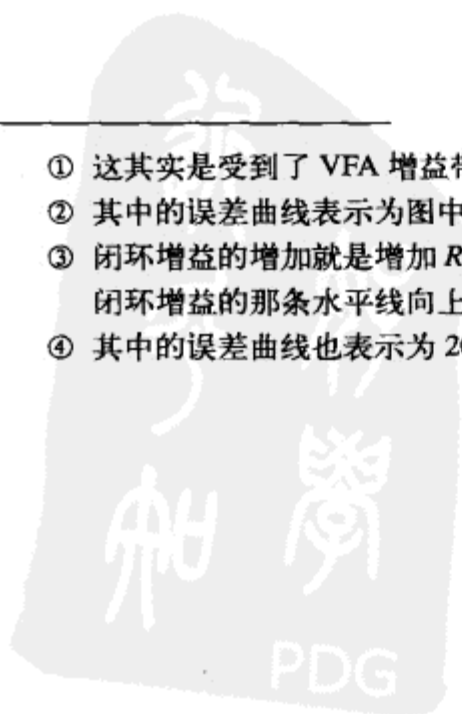 ① 这其实是受到了 VFA 增益带
② 其中的误差曲线表示为图中
③ 闭环增益的增加就是增加 R
闭环增益的那条水平线向上
④ 其中的误差曲线也表示为 20
PDG